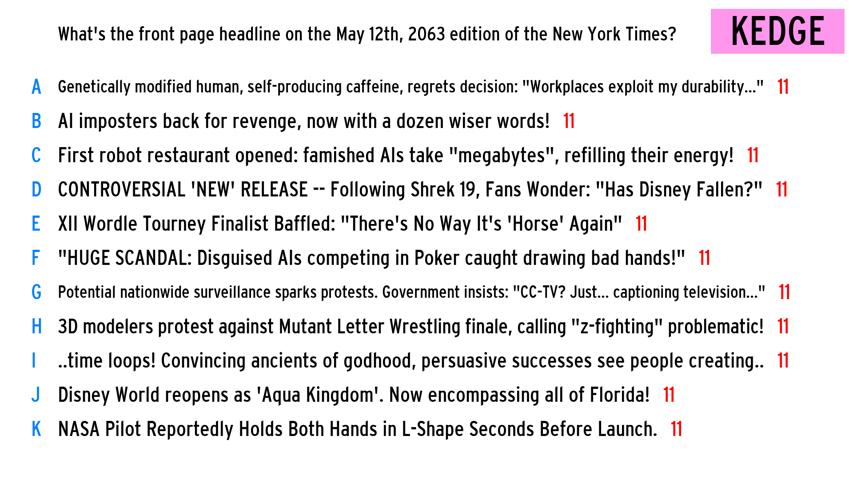 What's the front page headline on the May 12th, 2063 edition of the New York Times?
KEDGE
A Genetically modified human, self-producing caffeine, regrets decision: "Workplaces exploit my durability..." 11
B AI imposters back for revenge, now with a dozen wiser words! 11
C First robot restaurant opened: famished AIs take "megabytes", refilling their energy! 11
D CONTROVERSIAL 'NEW' RELEASE -- Following Shrek 19, Fans Wonder: "Has Disney Fallen?" 11
E XII Wordle Tourney Finalist Baffled: "There's No Way It's 'Horse' Again" 11
F "HUGE SCANDAL: Disguised AIs competing in Poker caught drawing bad hands!" 11
G Potential nationwide surveillance sparks protests. Government insists: "CC-TV? Just... captioning television..." 11
H 3D modelers protest against Mutant Letter Wrestling finale, calling "z-fighting" problematic! 11
I ..time loops! Convincing ancients of godhood, persuasive successes see people creating.. 11
J Disney World reopens as 'Aqua Kingdom'. Now encompassing all of Florida! 11
K NASA Pilot Reportedly Holds Both Hands in L-Shape Seconds Before Launch. 11